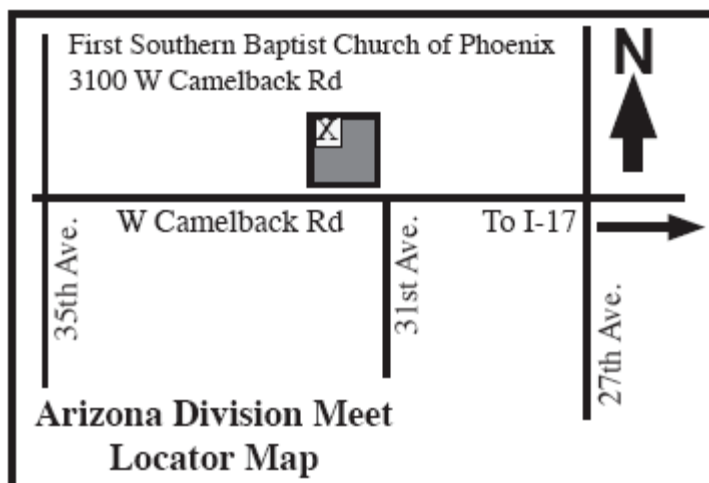 First Southern Baptist Church of Phoenix
3100 W Camelback Rd
N
X
W Camelback Rd
To I-17
35th Ave.
31st Ave.
27th Ave.
Arizona Division Meet
Locator Map